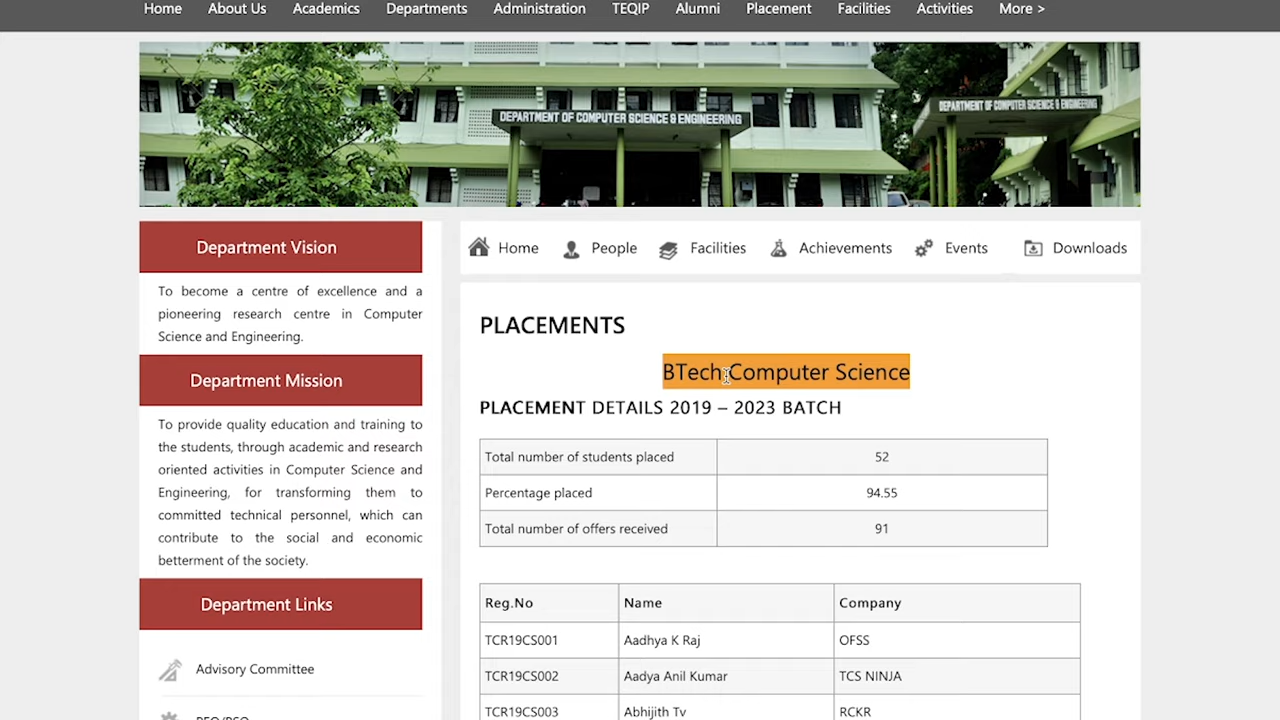 Home About Us Academics Departments Administration TEQIP Alumni Placement Facilities Activities More >
DEPARTMENT OF COMPUTER SCIENCE & ENGINEERING
DEPARTMENT OF COMPUTER SCIENCE & ENGINEERING
Department Vision
To become a centre of excellence and a
pioneering research centre in Computer
Science and Engineering.
Department Mission
To provide quality education and training to
the students, through academic and research
oriented activities in Computer Science and
Engineering, for transforming them to
committed technical personnel, which can
contribute to the social and economic
betterment of the society.
Department Links
Advisory Committee
Home People Facilities Achievements Events Downloads
PLACEMENTS
BTech Computer Science
PLACEMENT DETAILS 2019 – 2023 BATCH
Total number of students placed 52
Percentage placed 94.55
Total number of offers received 91
Reg.No Name Company
TCR19CS001 Aadhya K Raj OFSS
TCR19CS002 Aadya Anil Kumar TCS NINJA
TCR19CS003 Abhijith Tv RCKR